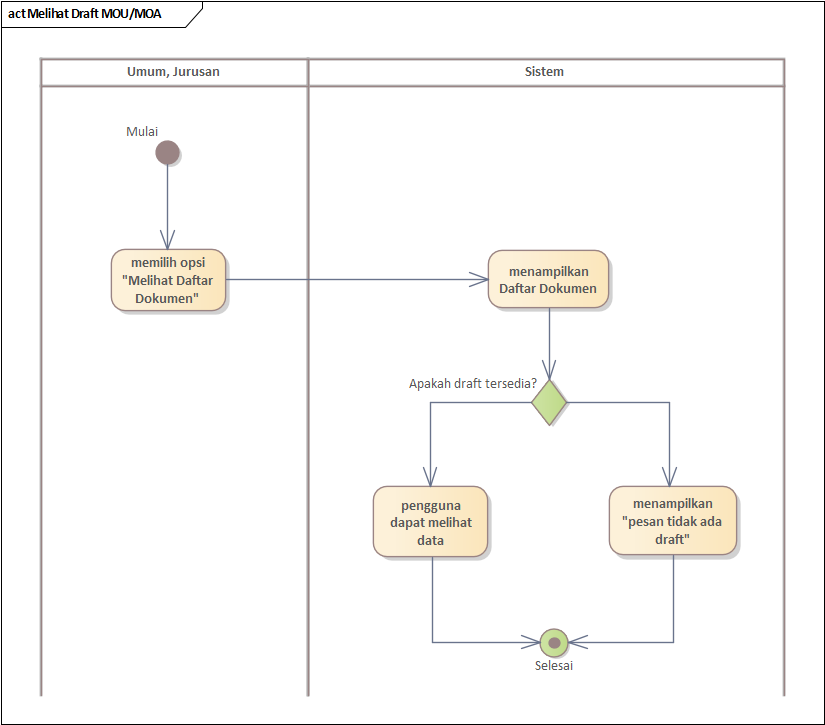 act Melihat Draft MOU/MOA
Umum, Jurusan
Sistem
Mulai
memilih opsi
"Melihat Daftar
Dokumen"
menampilkan
Daftar Dokumen
Apakah draft tersedia?
pengguna
dapat melihat
data
menampilkan
"pesan tidak ada
draft"
Selesai